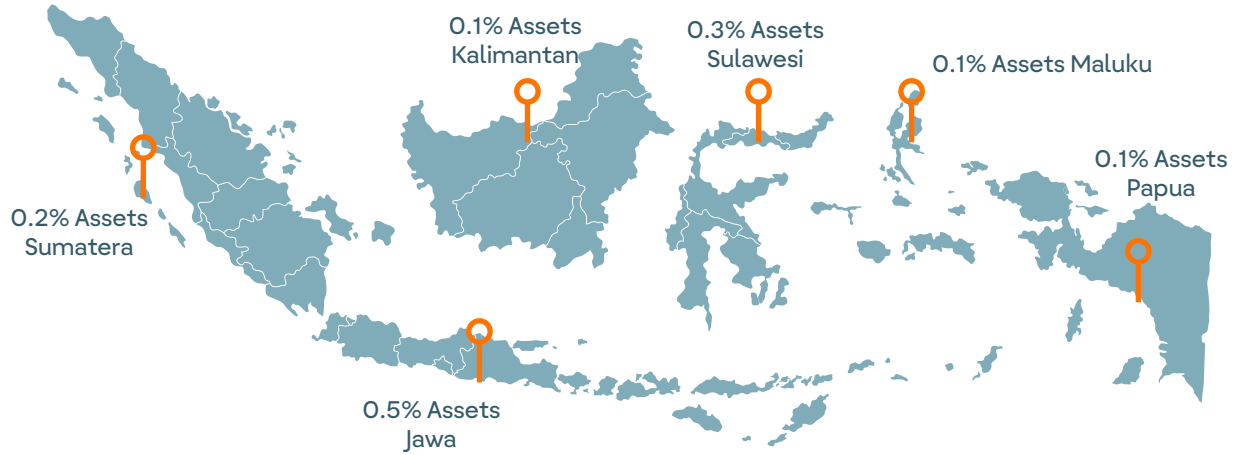 0.1% Assets
Kalimantan
0.3% Assets
Sulawesi
0.1% Assets Maluku
0.1% Assets
Papua
0.2% Assets
Sumatera
0.5% Assets
Jawa